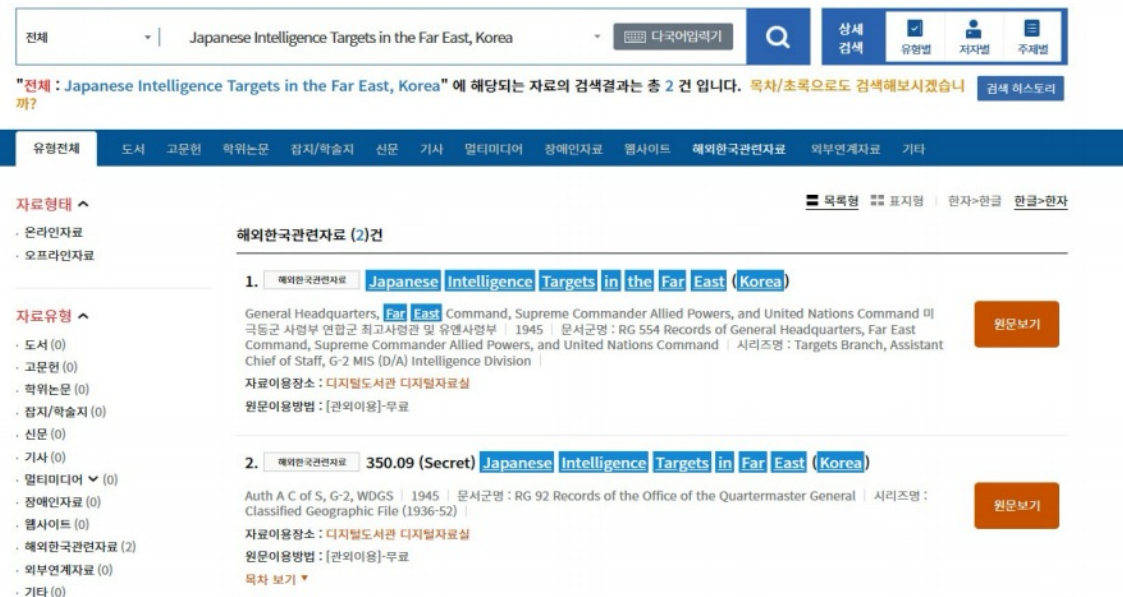 전체
Japanese Intelligence Targets in the Far East, Korea
다국어입력기
상세
검색
유형별
저자별
주제별
"전체 : Japanese Intelligence Targets in the Far East, Korea" 에 해당되는 자료의 검색결과는 총 2 건 입니다. 목차/초록으로도 검색해보시겠습니
까?
검색 히스토리
유형전체 도서 고문헌 학위논문 잡지/학술지 신문 기사 멀티미디어 장애인자료 웹사이트 해외한국관련자료 외부연계자료 기타
목록형 표지형 | 한자>한글 한글>한자
자료형태
· 온라인자료
· 오프라인자료
자료유형
· 도서 (0)
· 고문헌 (0)
· 학위논문 (0)
· 잡지/학술지 (0)
· 신문 (0)
· 기사 (0)
· 멀티미디어 (0)
· 장애인자료 (0)
· 웹사이트 (0)
· 해외한국관련자료 (2)
· 외부연계자료 (0)
· 기타 (0)
해외한국관련자료 (2)건
1. 해외한국관련자료 Japanese Intelligence Targets in the Far East (Korea)
General Headquarters, Far East Command, Supreme Commander Allied Powers, and United Nations Command 미
극동군 사령부 연합군 최고사령관 및 유엔사령부 | 1945 | 문서군명 : RG 554 Records of General Headquarters, Far East
Command, Supreme Commander Allied Powers, and United Nations Command | 시리즈명 : Targets Branch, Assistant
Chief of Staff, G-2 MIS (D/A) Intelligence Division |
자료이용장소 : 디지털도서관 디지털자료실
원문이용방법 : [관외이용]-무료
원문보기
2. 해외한국관련자료 350.09 (Secret) Japanese Intelligence Targets in Far East (Korea)
Auth A C of S, G-2, WDGS | 1945 | 문서군명 : RG 92 Records of the Office of the Quartermaster General | 시리즈명 :
Classified Geographic File (1936-52) |
자료이용장소 : 디지털도서관 디지털자료실
원문이용방법 : [관외이용]-무료
목차 보기
원문보기